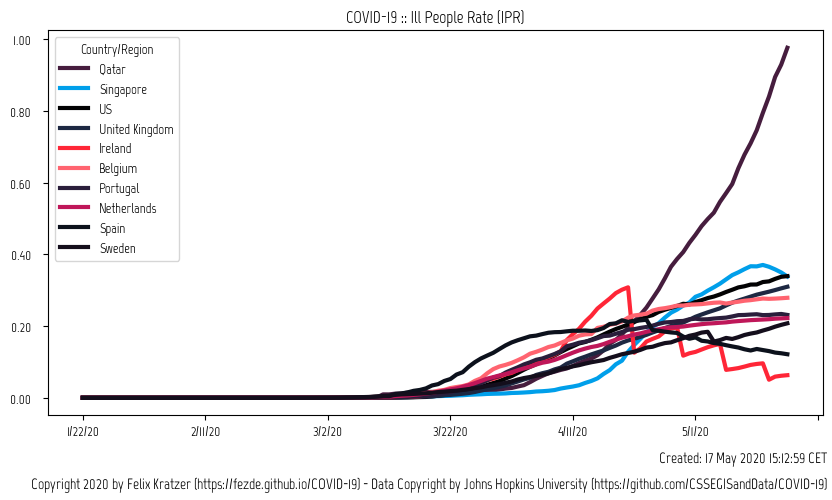 COVID-19 :: Ill People Rate (IPR)
1.00
0.80
0.60
0.40
0.20
0.00
Country/Region
Qatar
Singapore
US
United Kingdom
Ireland
Belgium
Portugal
Netherlands
Spain
Sweden
1/22/20
2/11/20
3/2/20
3/22/20
4/11/20
5/1/20
Created: 17 May 2020 15:12:59 CET
Copyright 2020 by Felix Kratzer (https://fezde.github.io/COVID-19) - Data Copyright by Johns Hopkins University (https://github.com/CSSEGISandData/COVID-19)